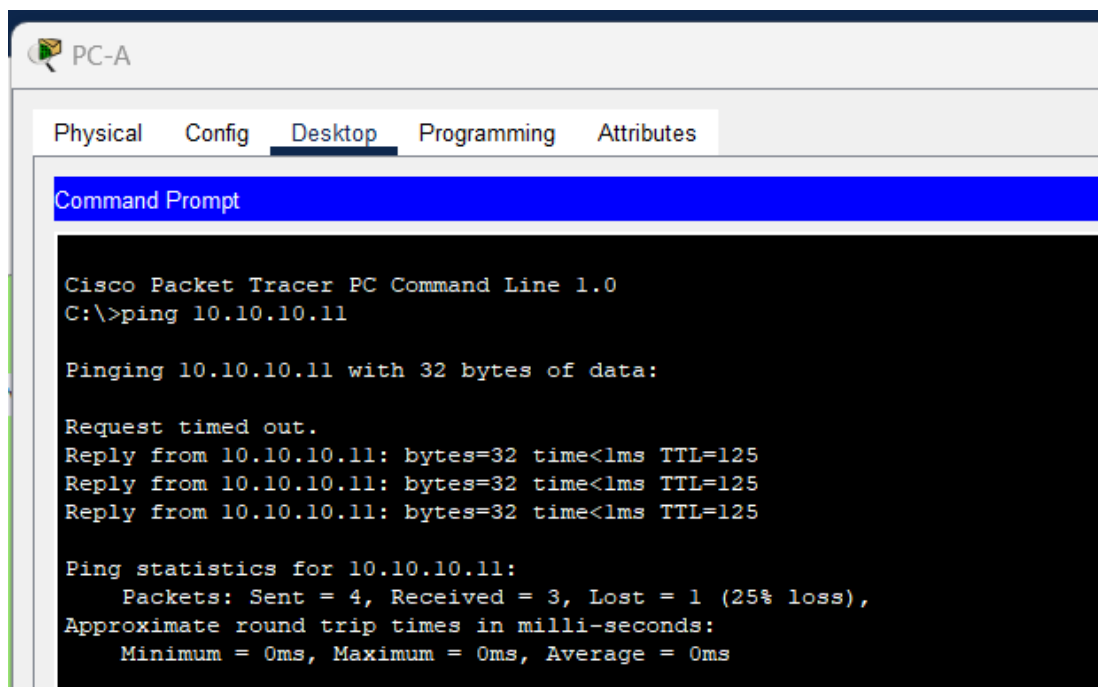 PC-A
Physical Config Desktop Programming Attributes
Command Prompt
Cisco Packet Tracer PC Command Line 1.0
C:\>ping 10.10.10.11
Pinging 10.10.10.11 with 32 bytes of data:
Request timed out.
Reply from 10.10.10.11: bytes=32 time<1ms TTL=125
Reply from 10.10.10.11: bytes=32 time<1ms TTL=125
Reply from 10.10.10.11: bytes=32 time<1ms TTL=125
Ping statistics for 10.10.10.11:
Packets: Sent = 4, Received = 3, Lost = 1 (25% loss),
Approximate round trip times in milli-seconds:
Minimum = 0ms, Maximum = 0ms, Average = 0ms